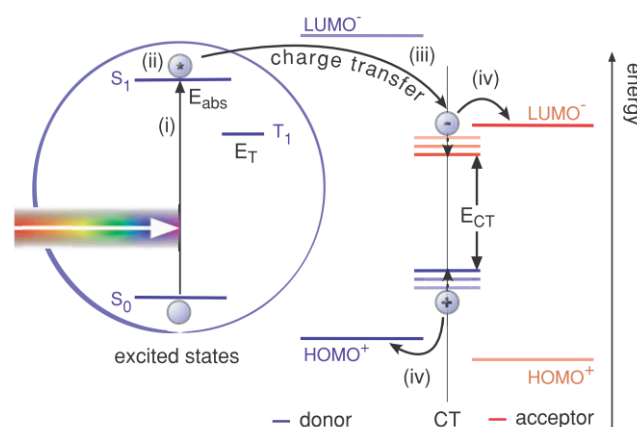 LUMO⁻
(ii)
*
S₁
(iii)
charge transfer
(iv)
E_abs
(i)
-
LUMO⁻
T₁
E_T
energy
E_CT
S₀
+
excited states
HOMO⁺
(iv)
HOMO⁺
donor
CT
acceptor